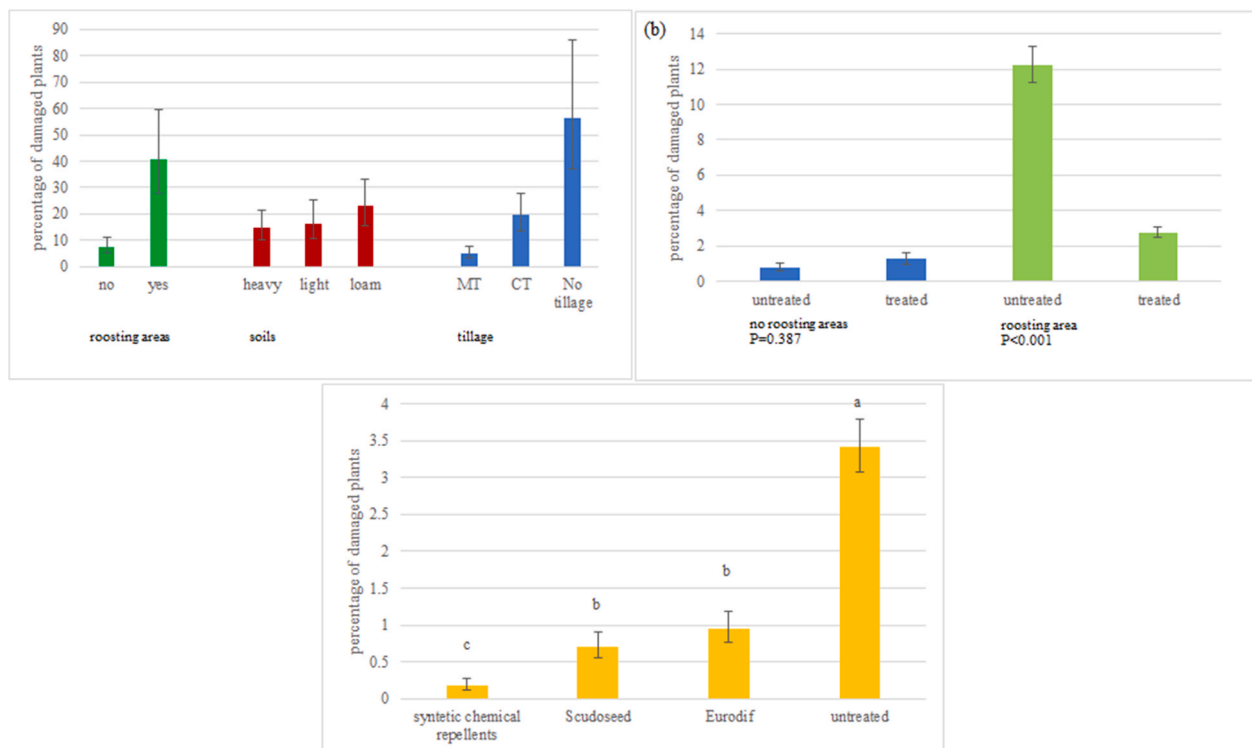 percentage of damaged plants
90
80
70
60
50
40
30
20
10
0
no yes heavy light loam MT CT No
tillage
roosting areas soils tillage
(b)
percentage of damaged plants
14
12
10
8
6
4
2
0
untreated treated untreated treated
no roosting areas roosting area
P=0.387 P<0.001
percentage of damaged plants
4
3.5
3
2.5
2
1.5
1
0.5
0
a
b
b
c
syntetic chemical Scudoseed Eurodif untreated
repellents